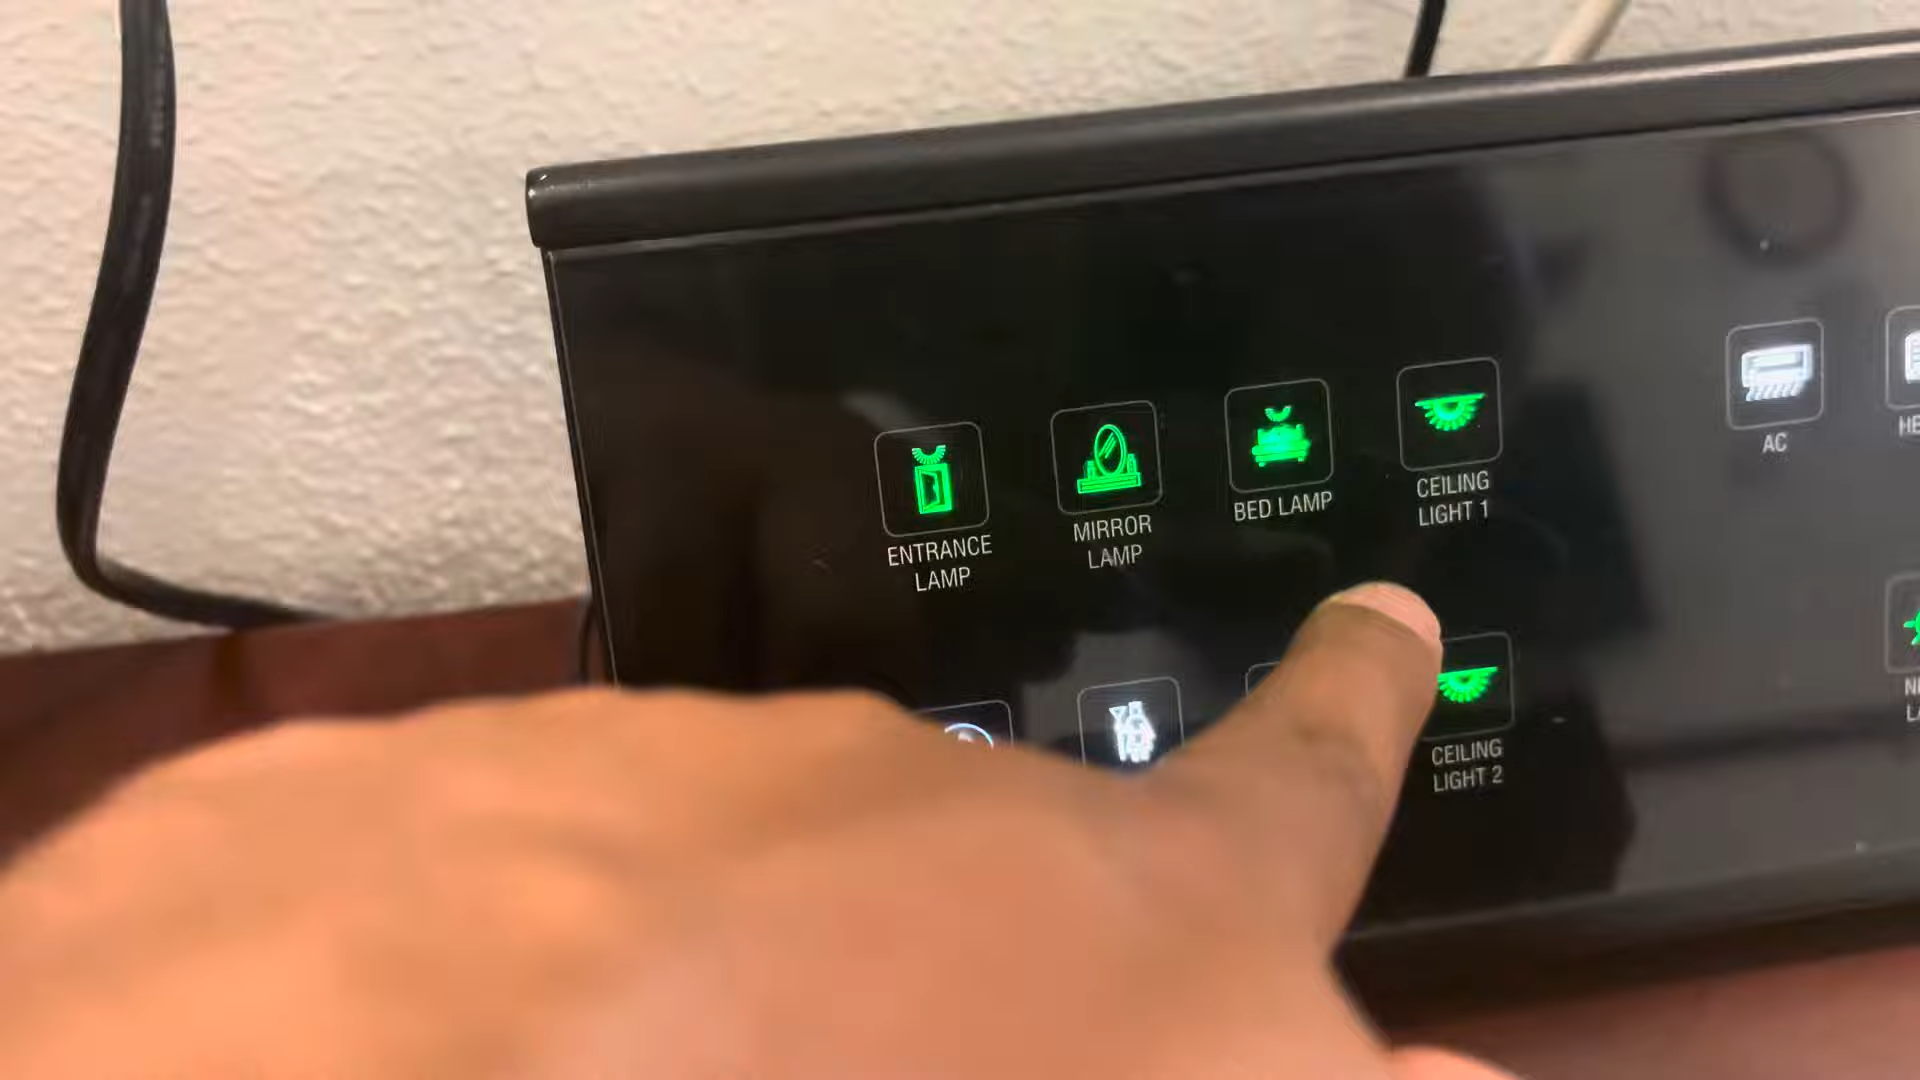 ENTRANCE
LAMP
MIRROR
LAMP
BED LAMP
CEILING
LIGHT 1
AC
CEILING
LIGHT 2